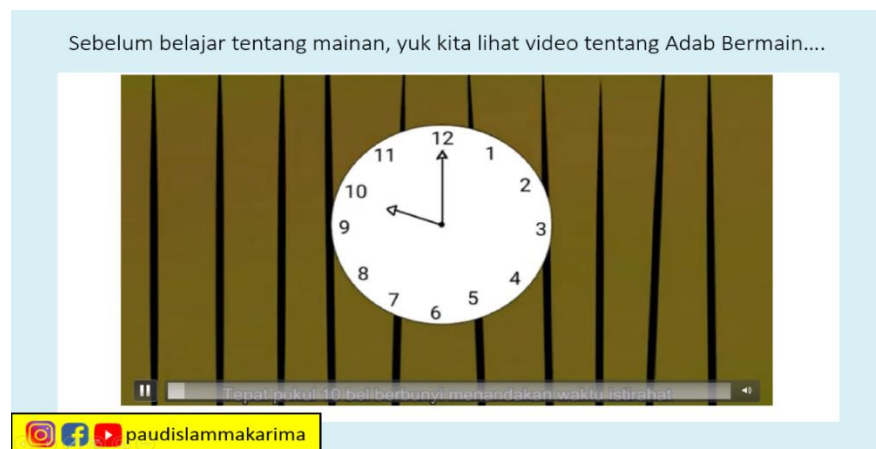 Sebelum belajar tentang mainan, yuk kita lihat video tentang Adab Bermain....
12
11 1
10 2
9 3
8 4
7 5
6
Tepat pukul 10 bel berbunyi menandakan waktu istirahat
paudislammakarima